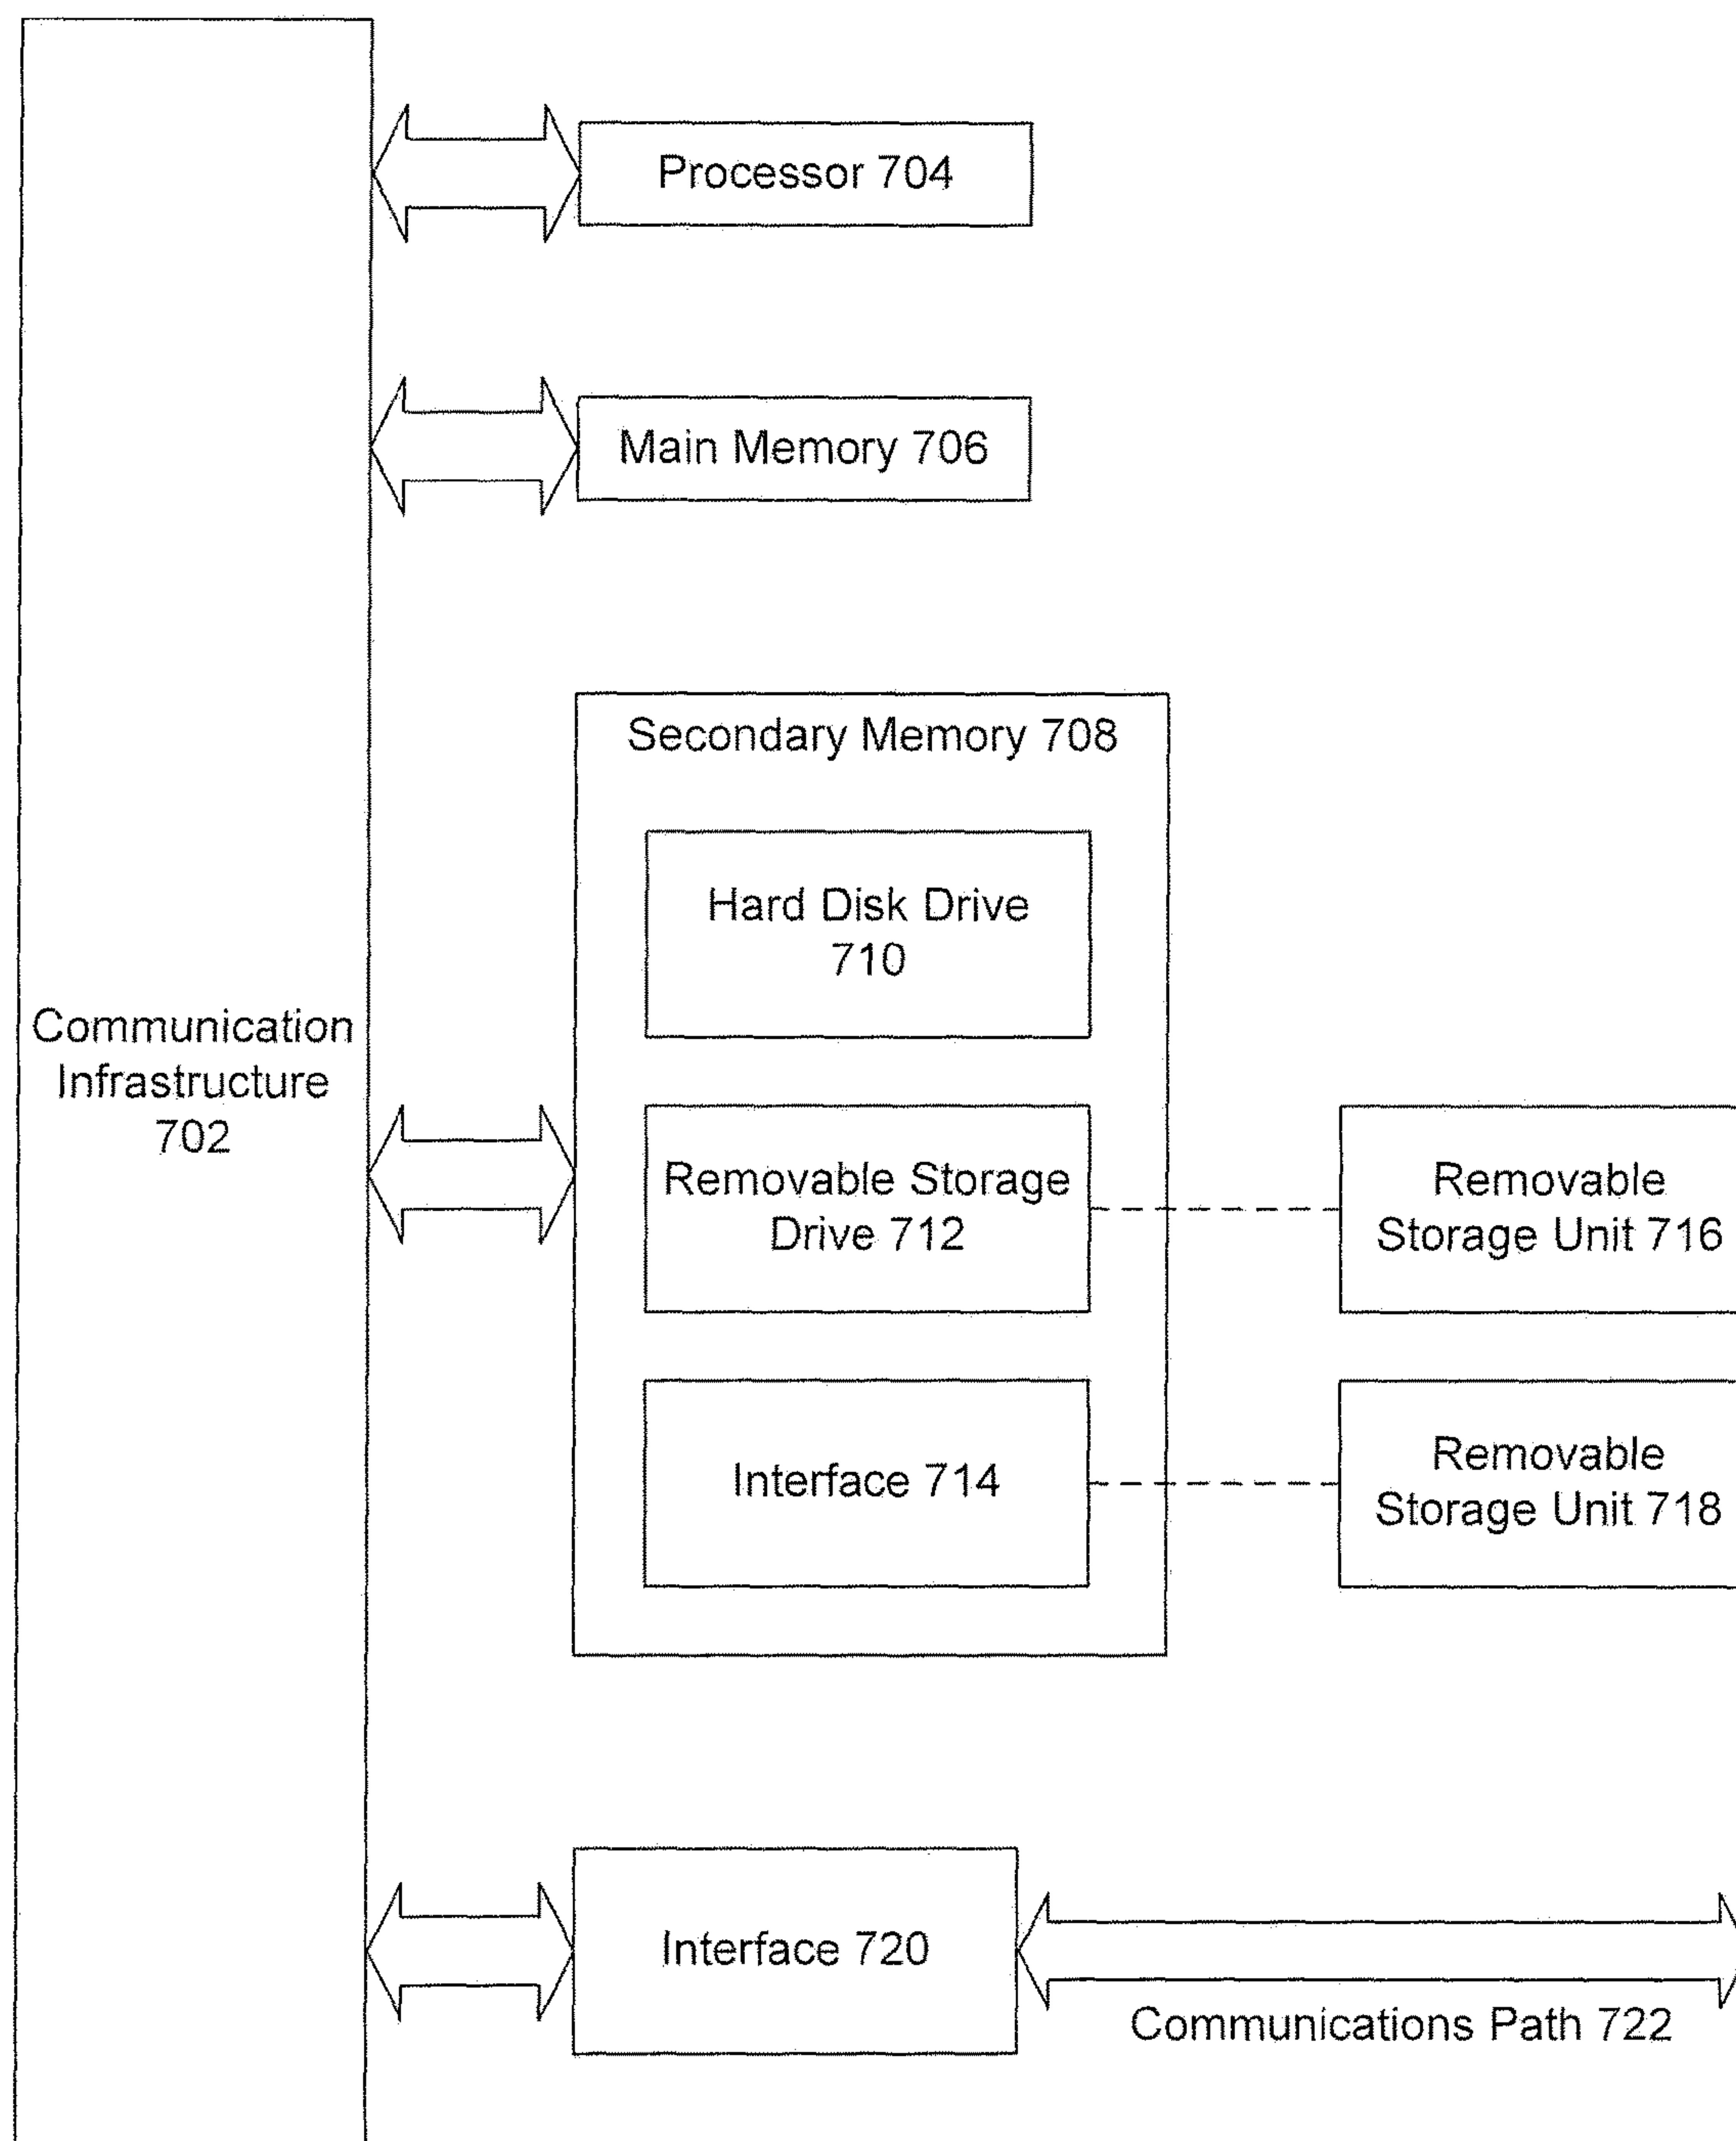 Processor 704
Main Memory 706
Secondary Memory 708
Hard Disk Drive
710
Communication
Infrastructure
702
Removable Storage
Drive 712
Removable
Storage Unit 716
Interface 714
Removable
Storage Unit 718
Interface 720
Communications Path 722